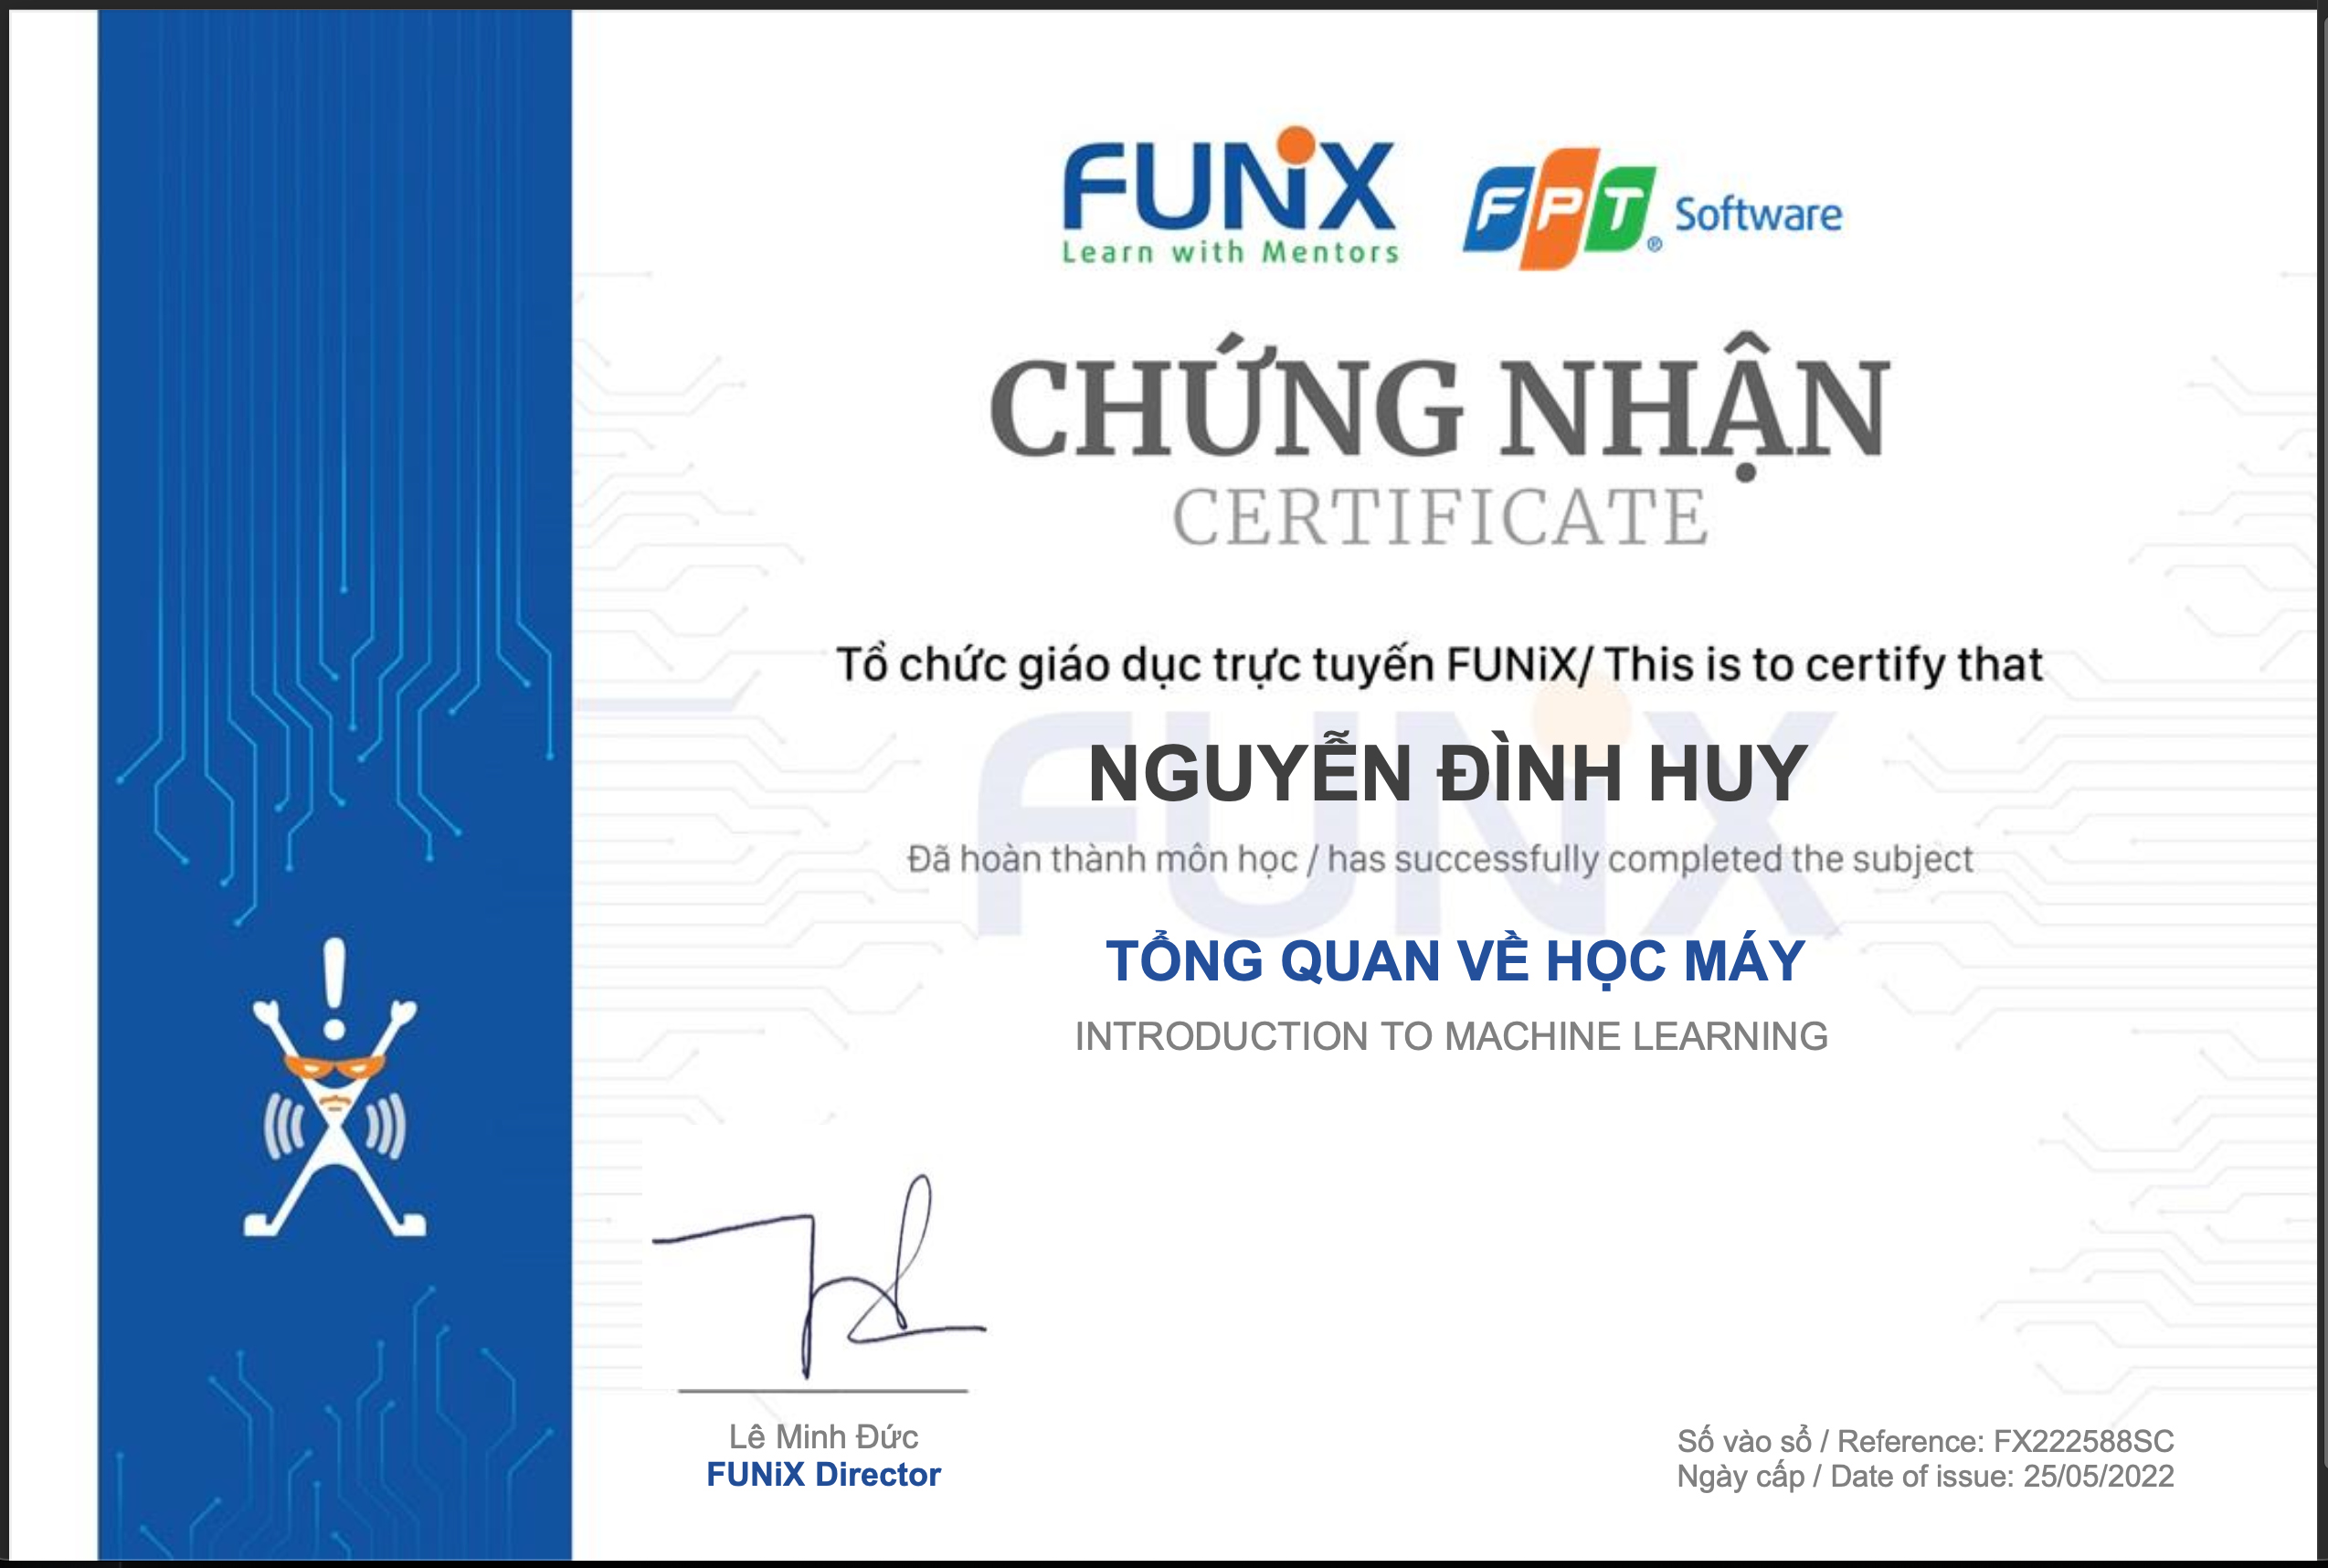 FUNiX
Learn with Mentors
FPT® Software
CHỨNG NHẬN
CERTIFICATE
Tổ chức giáo dục trực tuyến FUNiX/ This is to certify that
NGUYỄN ĐÌNH HUY
Đã hoàn thành môn học / has successfully completed the subject
TỔNG QUAN VỀ HỌC MÁY
INTRODUCTION TO MACHINE LEARNING
Lê Minh Đức
FUNiX Director
Số vào sổ / Reference: FX222588SC
Ngày cấp / Date of issue: 25/05/2022